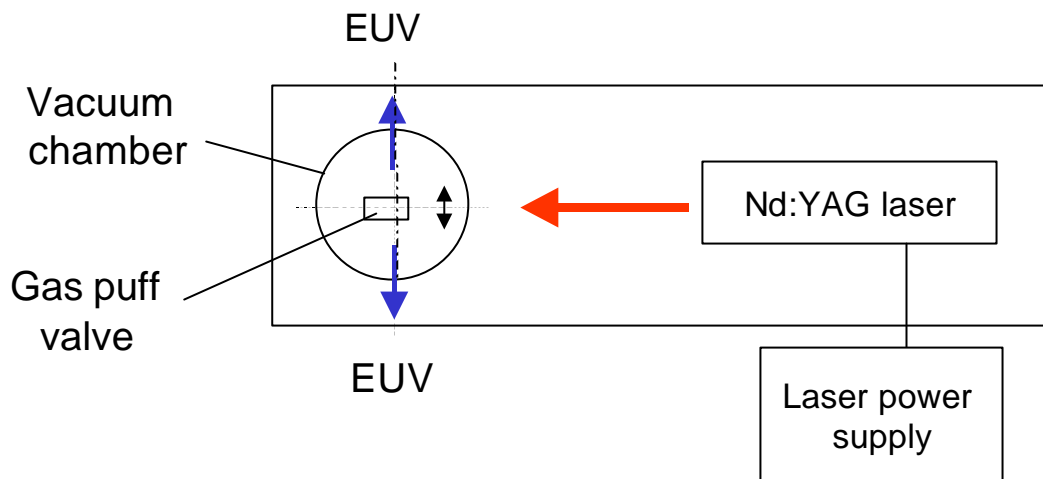 EUV
Vacuum
chamber
Nd:YAG laser
Gas puff
valve
EUV
Laser power
supply